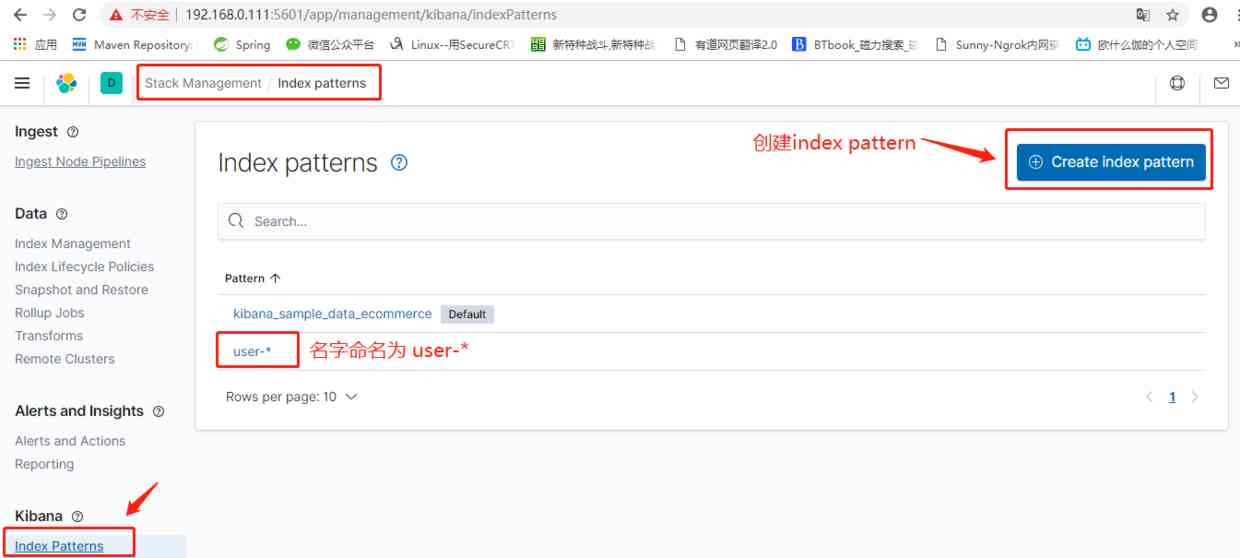 不安全 192.168.0.111:5601/app/management/kibana/indexPatterns
应用 Maven Repository: Spring 微信公众平台 Linux--用SecureCR 新特种战斗,新特种 有道网页翻译2.0 BTbook_磁力搜索_ Sunny-Ngrok内网 欧什么伽的个人空间
D Stack Management / Index patterns
Ingest
Ingest Node Pipelines
Data
Index Management
Index Lifecycle Policies
Snapshot and Restore
Rollup Jobs
Transforms
Remote Clusters
Alerts and Insights
Alerts and Actions
Reporting
Kibana
Index Patterns
Index patterns
创建index pattern
Create index pattern
Search...
Pattern
kibana_sample_data_ecommerce Default
user-* 名字命名为 user-*
Rows per page: 10
1